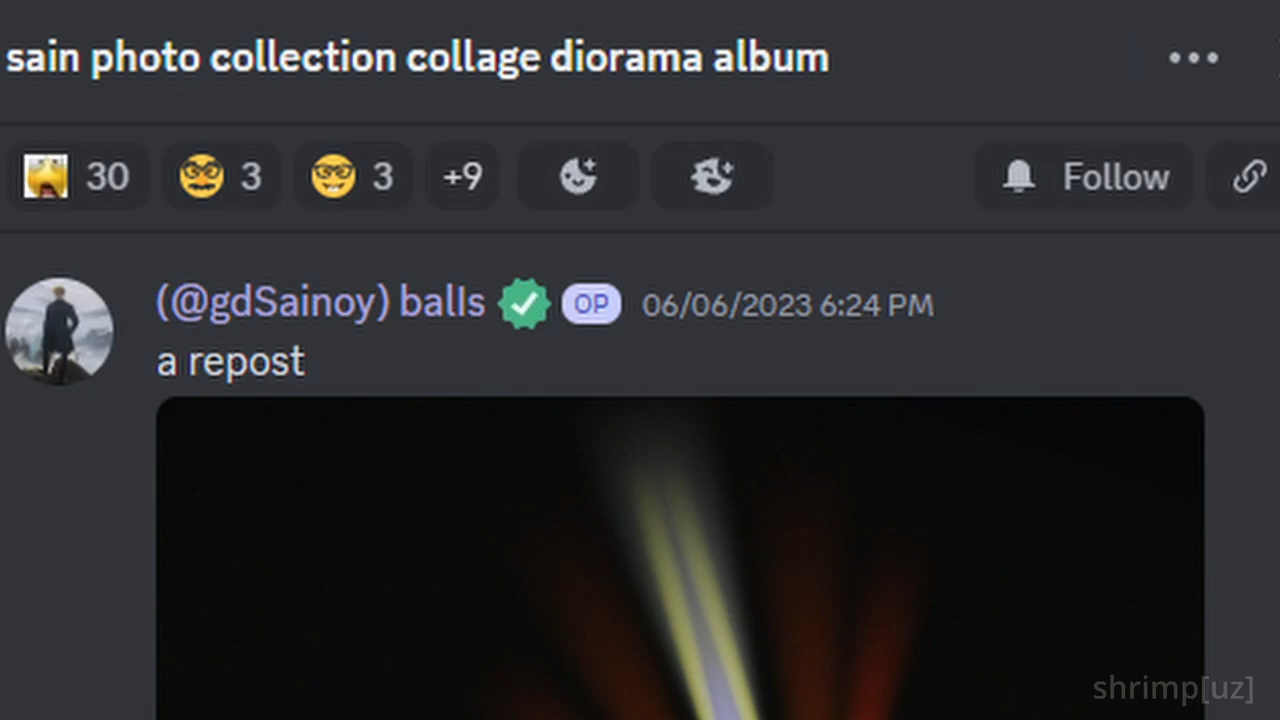 sain photo collection collage diorama album
30 3 3 +9 Follow
(@gdSainoy) balls OP 06/06/2023 6:24 PM
a repost
shrimp[uz]